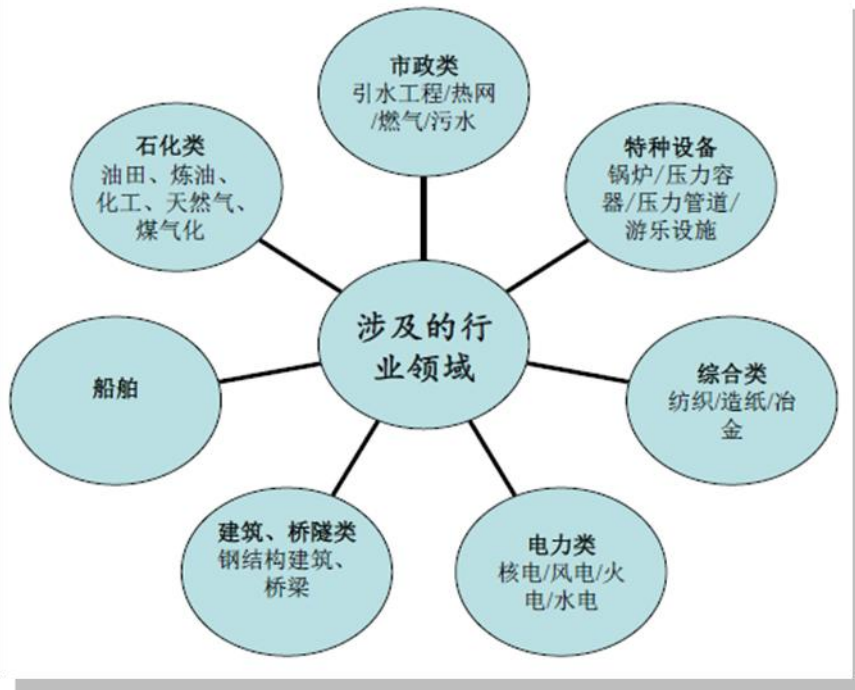 市政类
引水工程/热网
/燃气/污水
石化类
油田、炼油、
化工、天然气、
煤气化
特种设备
锅炉/压力容
器/压力管道/
游乐设施
涉及的行
业领域
船舶
综合类
纺织/造纸/冶
金
建筑、桥隧类
钢结构建筑、
桥梁
电力类
核电/风电/火
电/水电